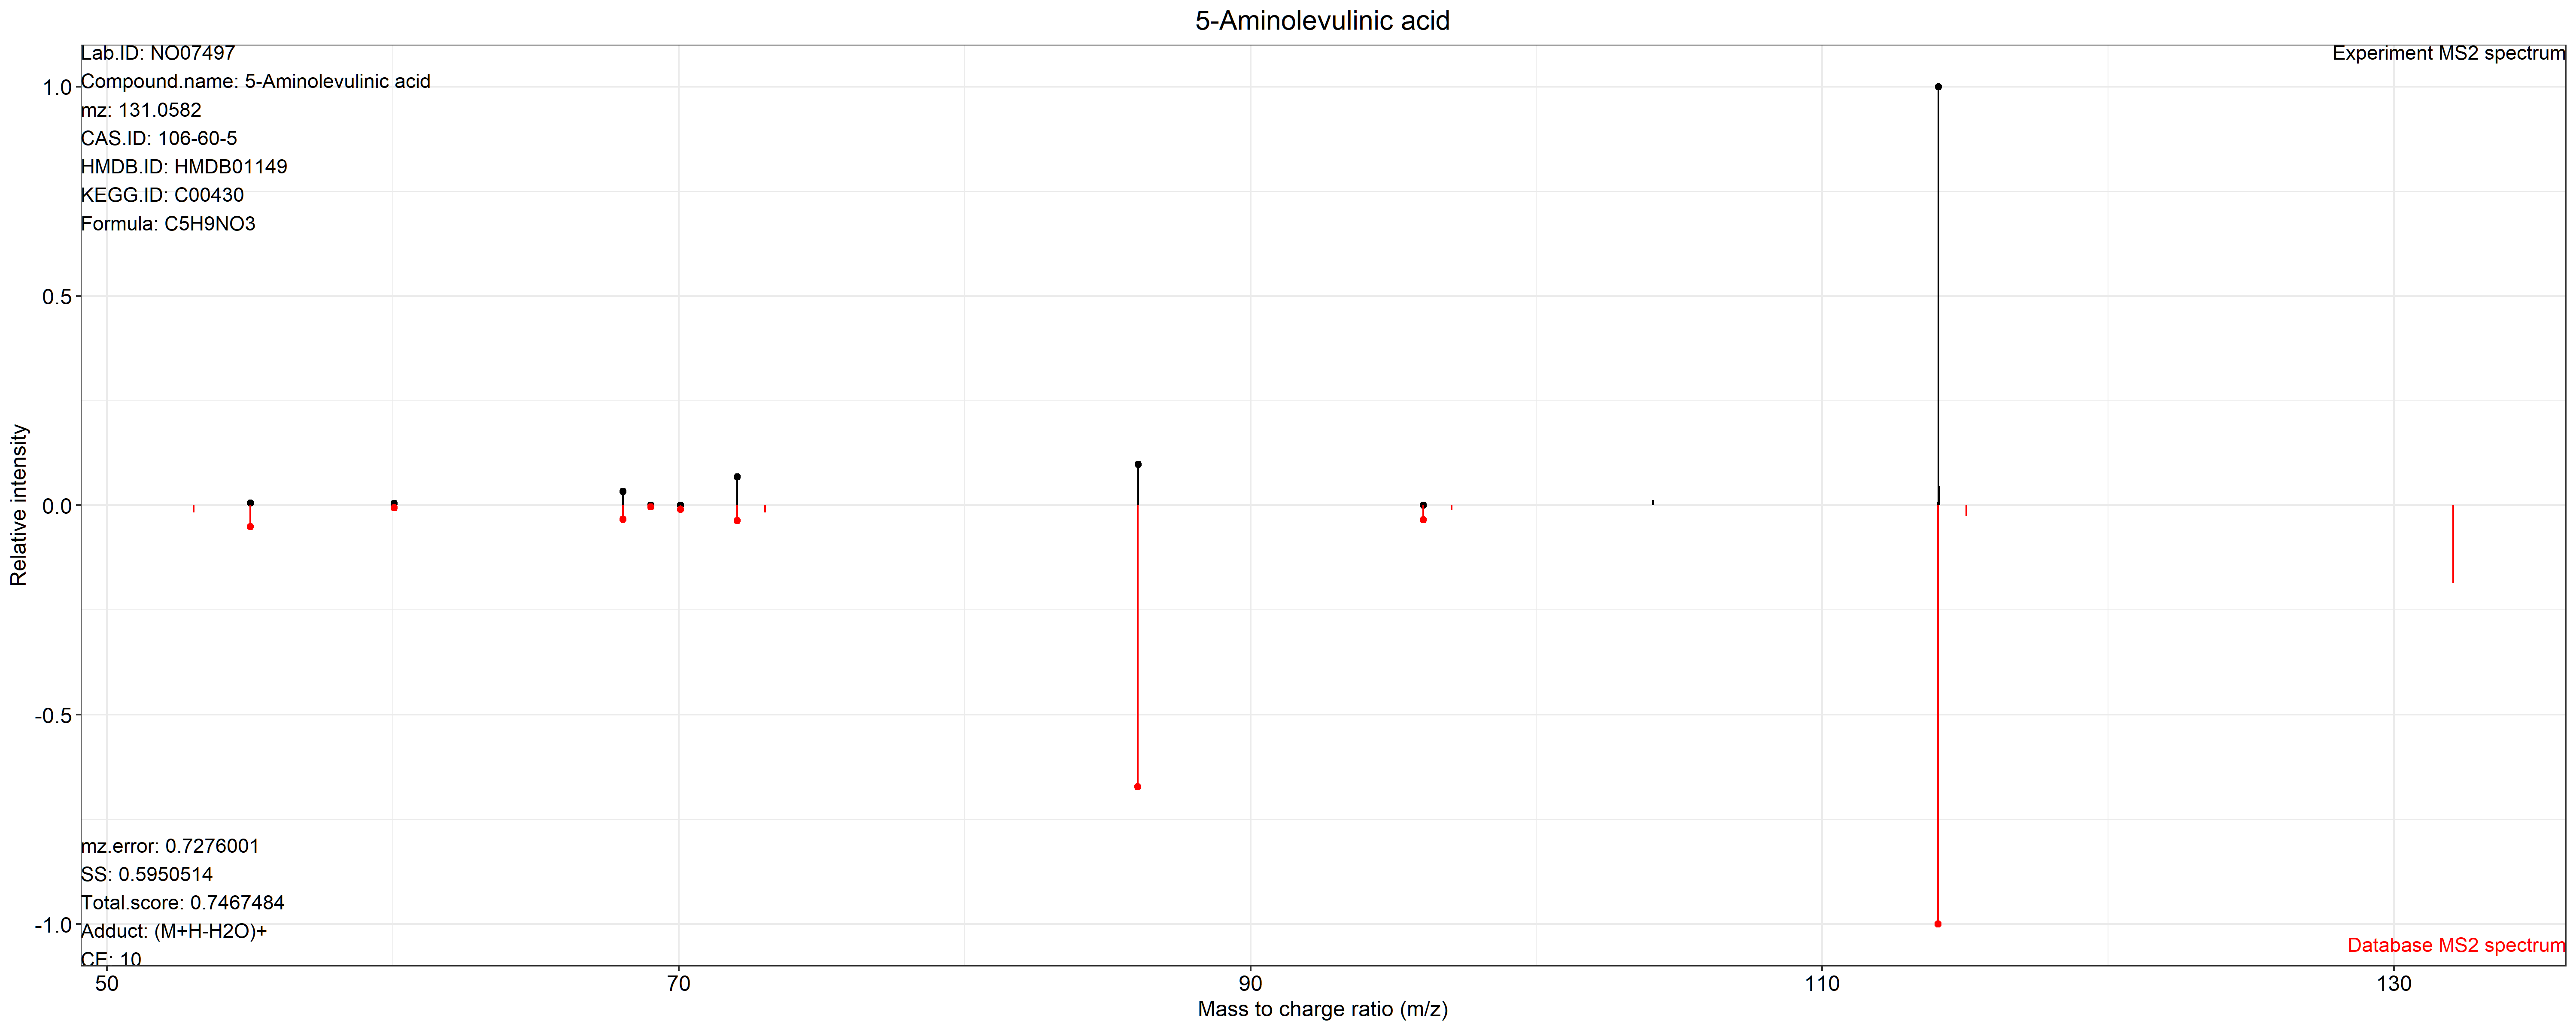 5-Aminolevulinic acid
Lab.ID: NO07497
Experiment MS2 spectrum
Compound.name: 5-Aminolevulinic acid
mz: 131.0582
CAS.ID: 106-60-5
HMDB.ID: HMDB01149
KEGG.ID: C00430
Formula: C5H9NO3
1.0
0.5
0.0
-0.5
-1.0
Relative intensity
mz.error: 0.7276001
SS: 0.5950514
Total.score: 0.7467484
Adduct: (M+H-H2O)+
CE: 10
Database MS2 spectrum
50 70 90 110 130
Mass to charge ratio (m/z)